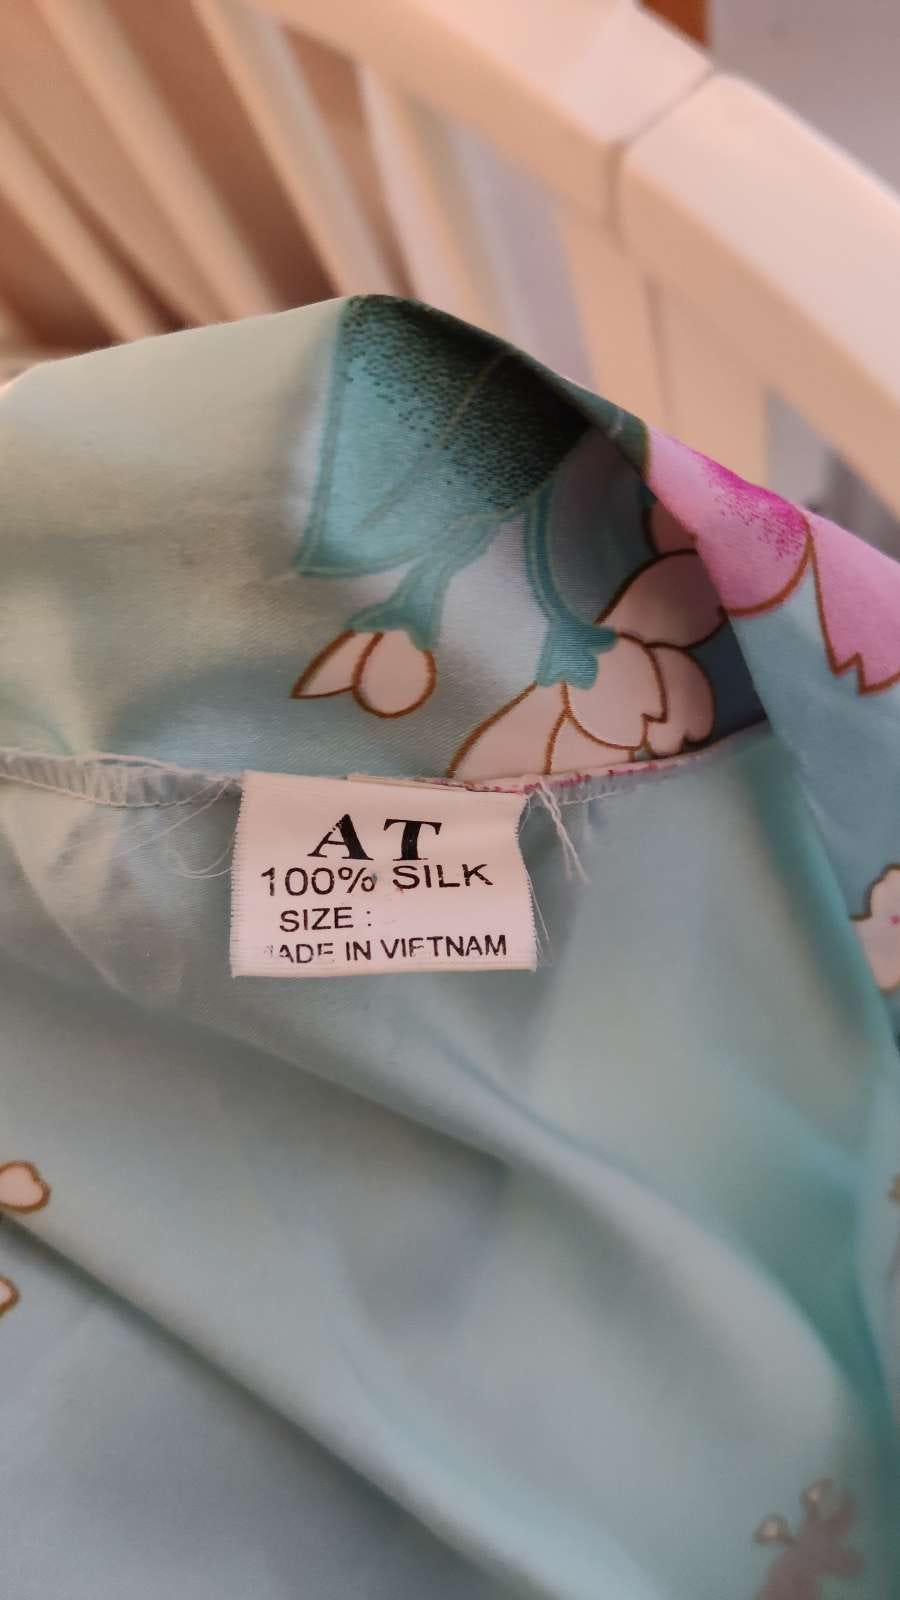 AT
100% SILK
SIZE :
MADE IN VIETNAM